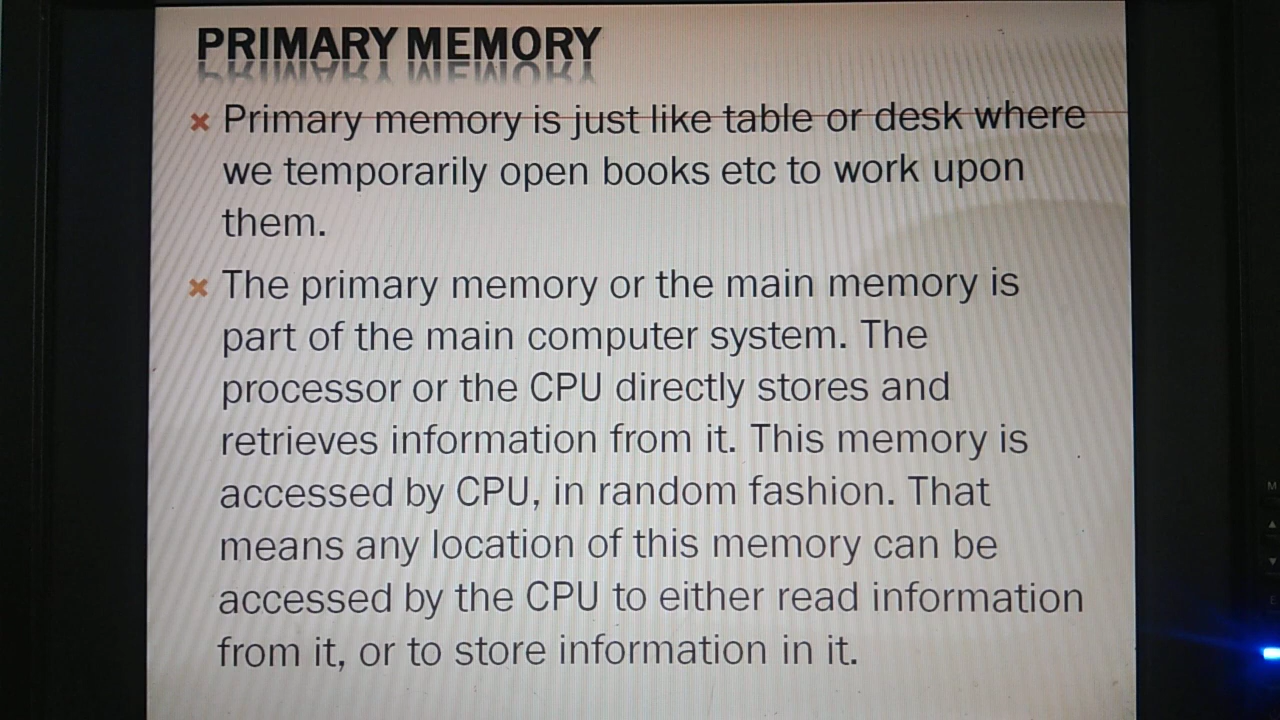 PRIMARY MEMORY
Primary memory is just like table or desk where
we temporarily open books etc to work upon
them.
The primary memory or the main memory is
part of the main computer system. The
processor or the CPU directly stores and
retrieves information from it. This memory is
accessed by CPU, in random fashion. That
means any location of this memory can be
accessed by the CPU to either read information
from it, or to store information in it.
M